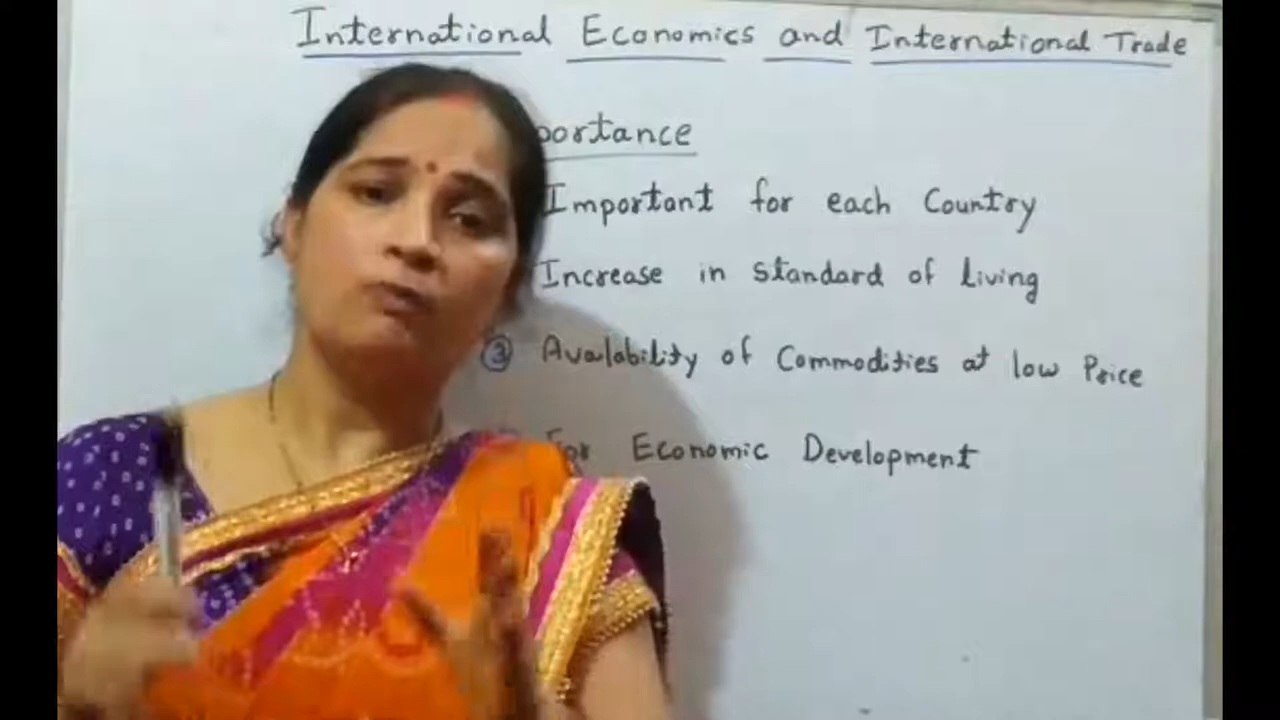 International Economics and International Trade
portance
Important for each Country
Increase in standard of living
③ Availability of Commodities at low Price
For Economic Development